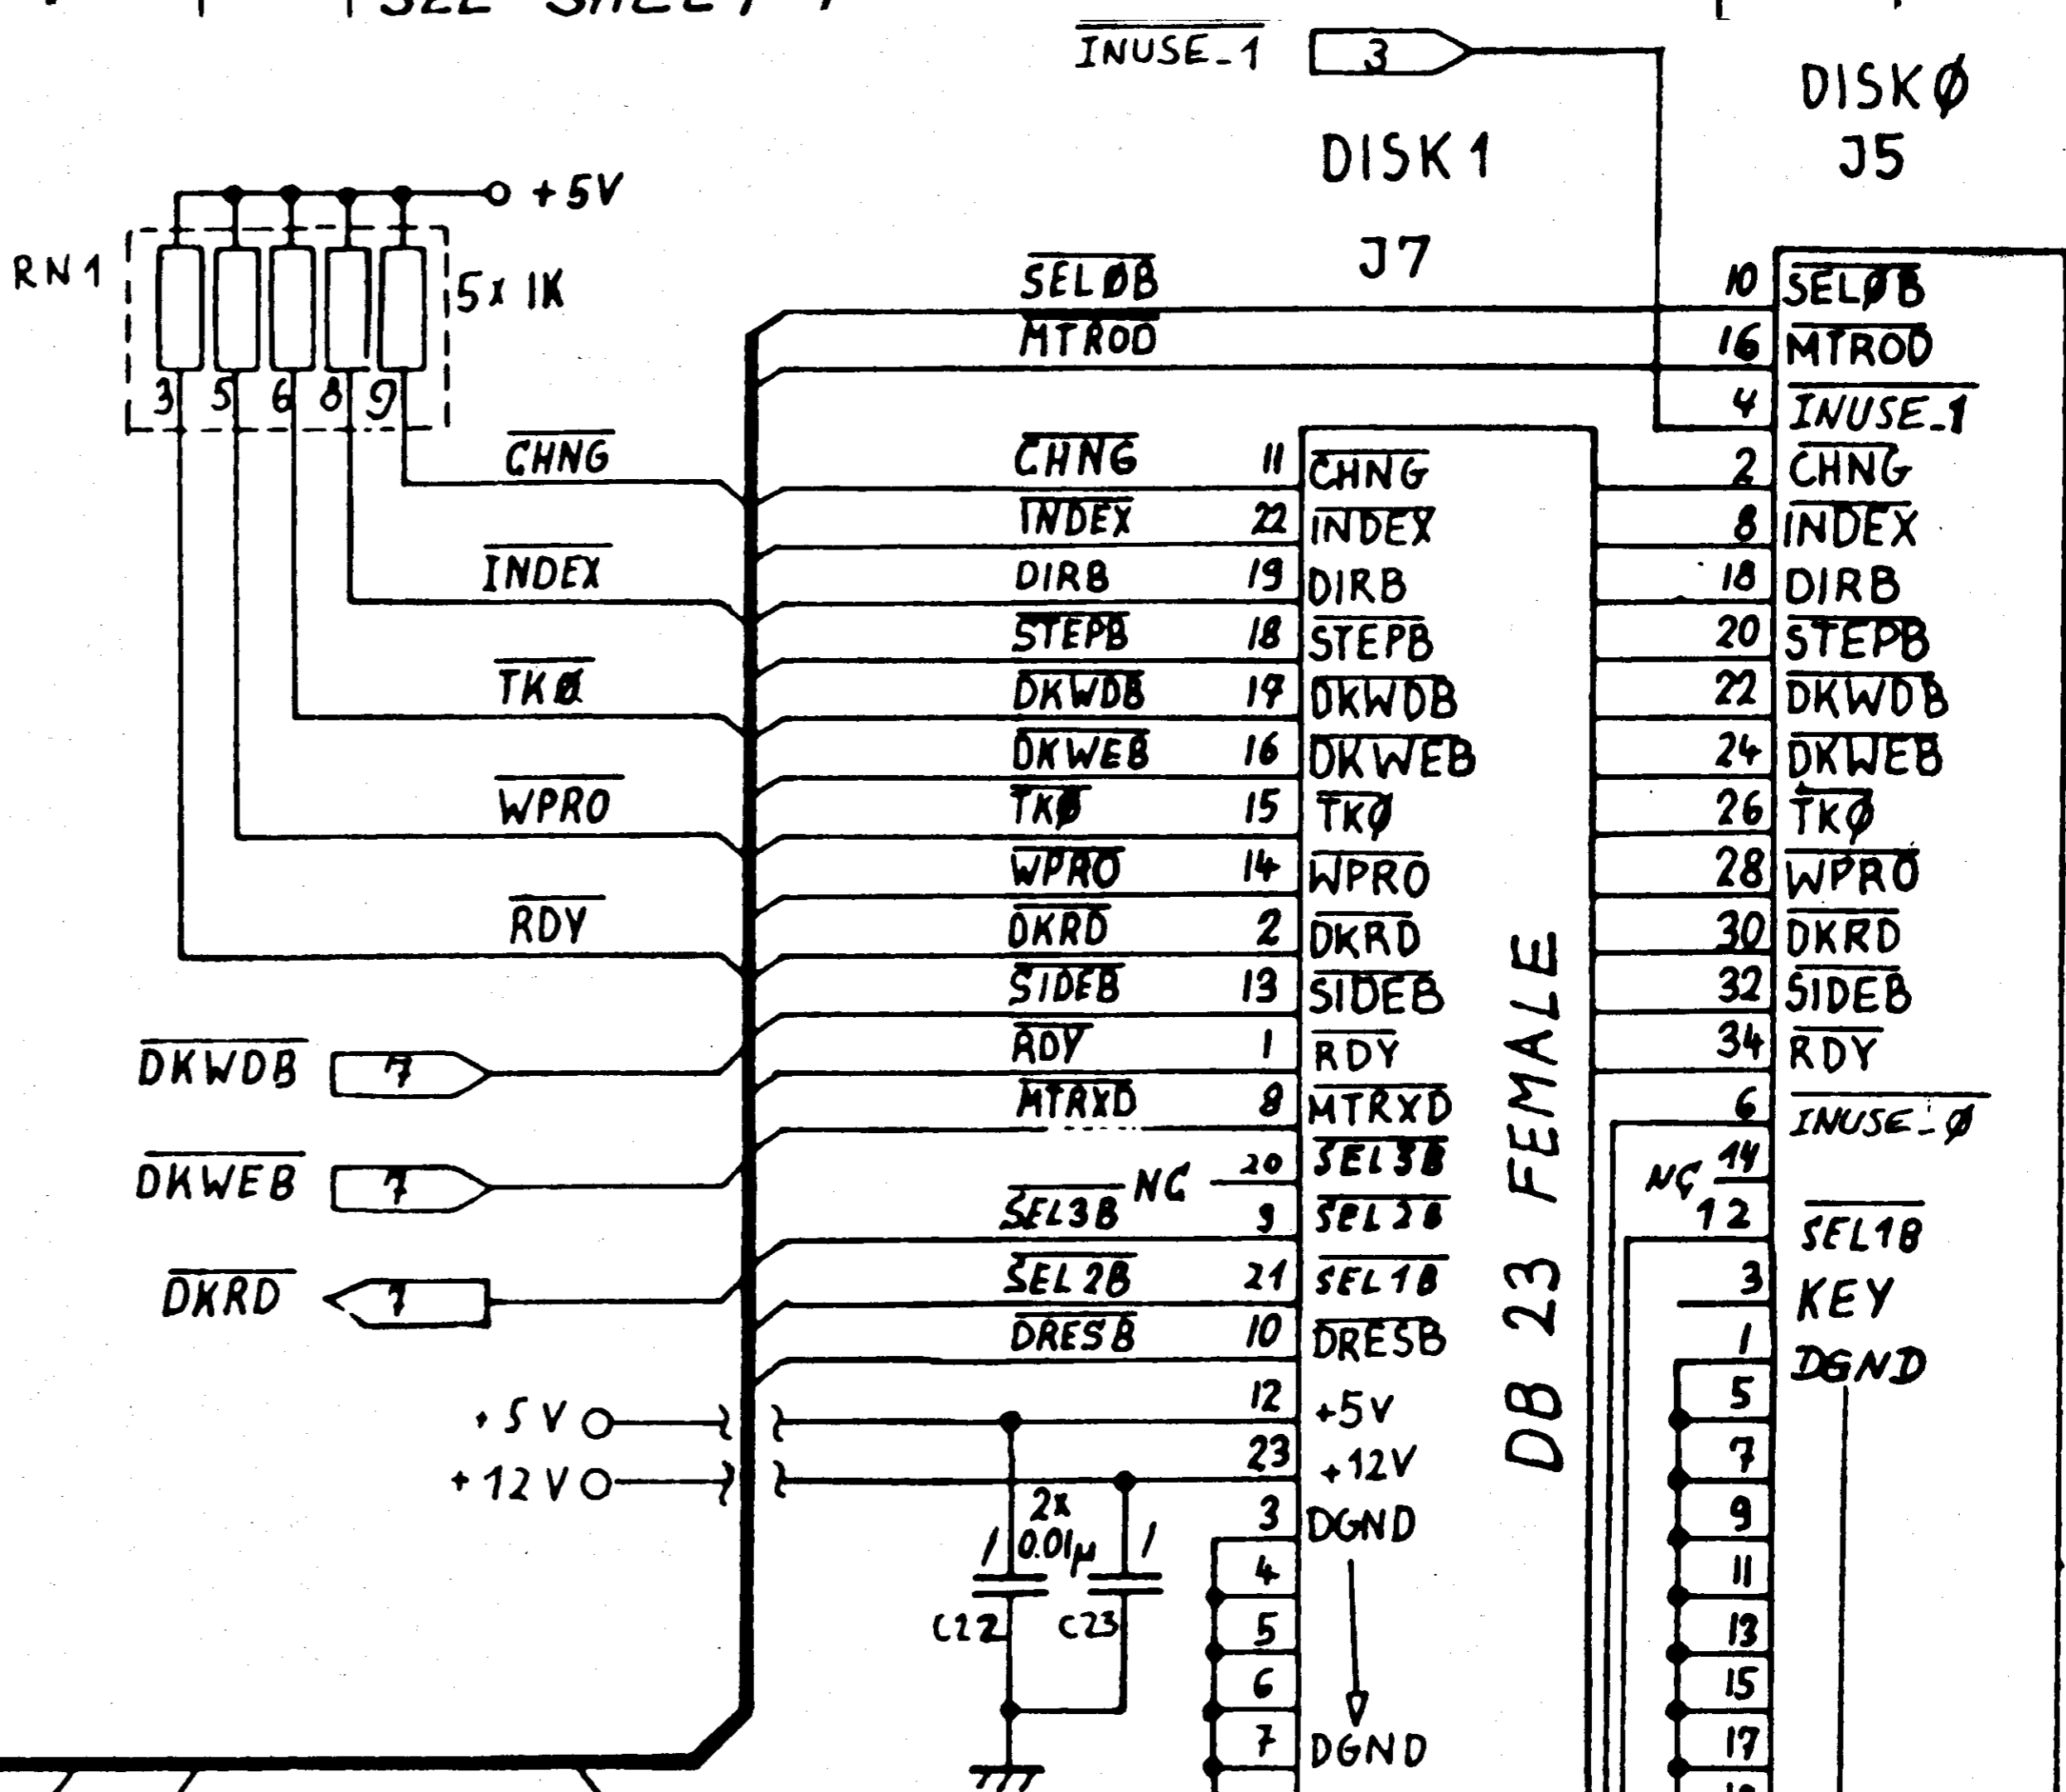 SEE SHEET
INUSE_1
3
DISKØ
J5
DISK1
J7
+5V
RN1
5x 1K
3 5 6 8 9
CHNG
INDEX
TKØ
WPRO
RDY
DKWDB 7
DKWEB 7
DKRD 7
SELØB
MTROD
CHNG 11 CHNG
INDEX 22 INDEX
DIRB 19 DIRB
STEPB 18 STEPB
DKWDB 17 DKWDB
DKWEB 16 DKWEB
TKØ 15 TKØ
WPRO 14 WPRO
DKRD 2 DKRD
SIDEB 13 SIDEB
RDY 1 RDY
MTRXD 8 MTRXD
NC 20 SEL3B
SEL3B 9 SEL2B
SEL2B 21 SEL1B
DRESB 10 DRESB
+5V 12 +5V
+12V 23 +12V
3 DGND
4
5
6
7 DGND
2x
0.01µ
C22 C23
DB 23 FEMALE
10 SELØB
16 MTROD
4 INUSE_1
2 CHNG
8 INDEX
18 DIRB
20 STEPB
22 DKWDB
24 DKWEB
26 TKØ
28 WPRO
30 DKRD
32 SIDEB
34 RDY
6 INUSE_Ø
NC 14
12 SEL1B
3 KEY
1 DGND
5
7
9
11
13
15
17